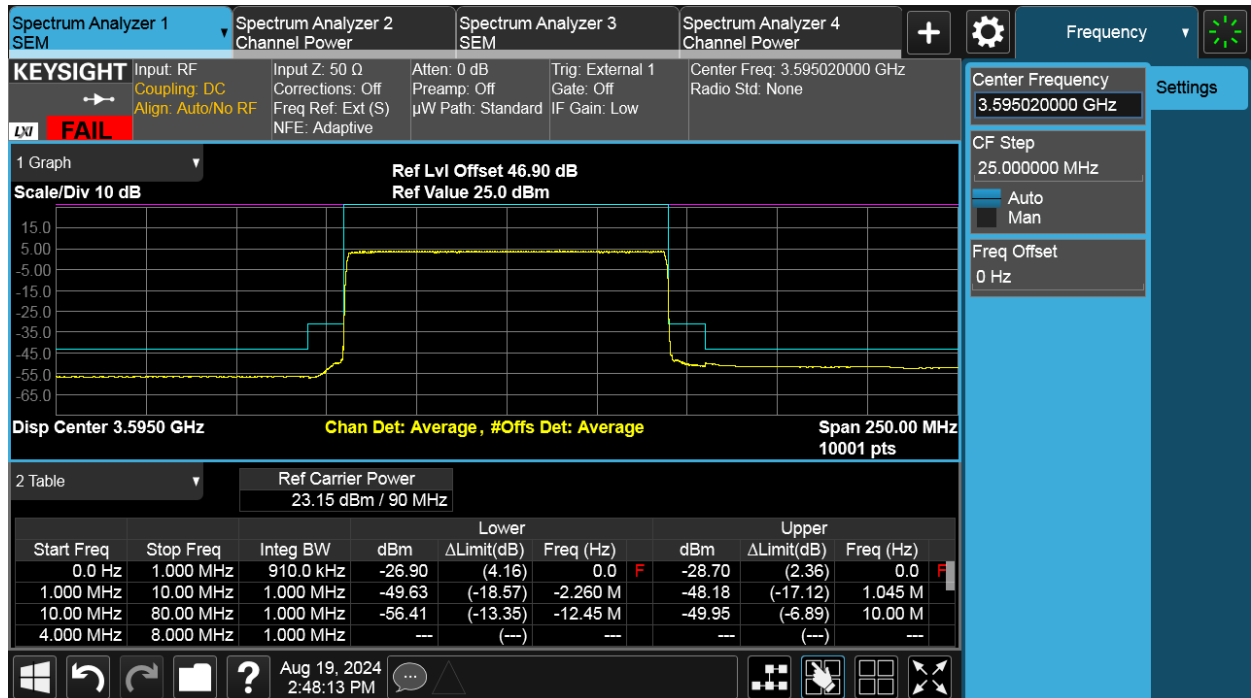 Spectrum Analyzer 1
SEM
Spectrum Analyzer 2
Channel Power
Spectrum Analyzer 3
SEM
Spectrum Analyzer 4
Channel Power
+
Frequency
KEYSIGHT
LXI
FAIL
Input: RF
Coupling: DC
Align: Auto/No RF
Input Z: 50 Ω
Corrections: Off
Freq Ref: Ext (S)
NFE: Adaptive
Atten: 0 dB
Preamp: Off
µW Path: Standard
Trig: External 1
Gate: Off
IF Gain: Low
Center Freq: 3.595020000 GHz
Radio Std: None
Center Frequency
3.595020000 GHz
Settings
CF Step
25.000000 MHz
Auto
Man
Freq Offset
0 Hz
1 Graph
Scale/Div 10 dB
Ref Lvl Offset 46.90 dB
Ref Value 25.0 dBm
15.0
5.00
-5.00
-15.0
-25.0
-35.0
-45.0
-55.0
-65.0
Disp Center 3.5950 GHz
Chan Det: Average , #Offs Det: Average
Span 250.00 MHz
10001 pts
2 Table
Ref Carrier Power
23.15 dBm / 90 MHz
Lower Upper
Start Freq Stop Freq Integ BW dBm ΔLimit(dB) Freq (Hz) dBm ΔLimit(dB) Freq (Hz)
0.0 Hz 1.000 MHz 910.0 kHz -26.90 (4.16) 0.0 F -28.70 (2.36) 0.0 F
1.000 MHz 10.00 MHz 1.000 MHz -49.63 (-18.57) -2.260 M -48.18 (-17.12) 1.045 M
10.00 MHz 80.00 MHz 1.000 MHz -56.41 (-13.35) -12.45 M -49.95 (-6.89) 10.00 M
4.000 MHz 8.000 MHz 1.000 MHz --- (---) --- --- (---) ---
?
Aug 19, 2024
2:48:13 PM